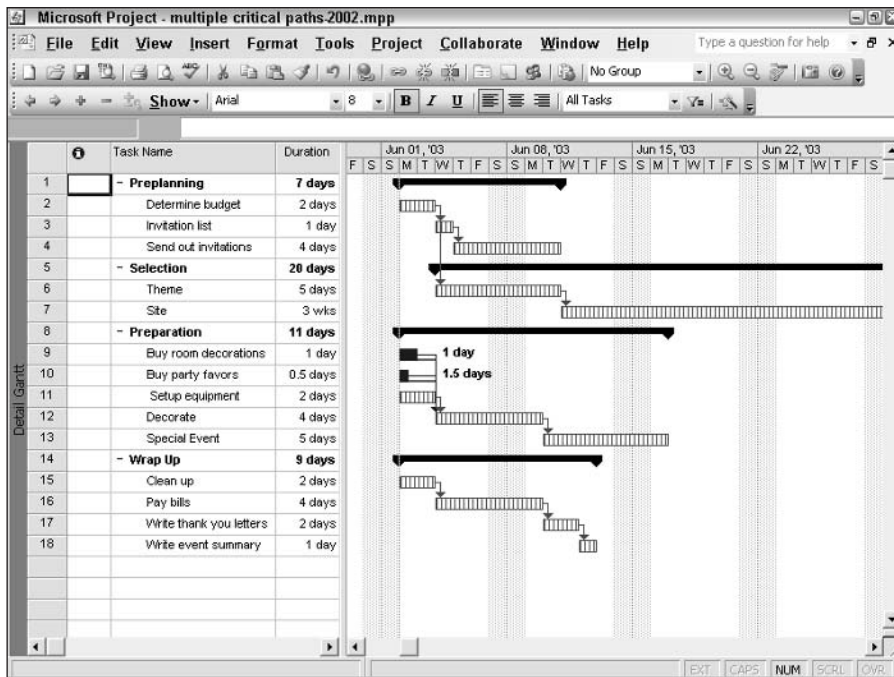 Microsoft Project - multiple critical paths-2002.mpp
File Edit View Insert Format Tools Project Collaborate Window Help Type a question for help
No Group
Show Arial 8 B I U All Tasks
Task Name Duration Jun 01, '03 Jun 08, '03 Jun 15, '03 Jun 22, '03
F S S M T W T F S S M T W T F S S M T W T F S S M T W T F S
1 - Preplanning 7 days
2 Determine budget 2 days
3 Invitation list 1 day
4 Send out invitations 4 days
5 - Selection 20 days
6 Theme 5 days
7 Site 3 wks
8 - Preparation 11 days
9 Buy room decorations 1 day 1 day
10 Buy party favors 0.5 days 1.5 days
11 Setup equipment 2 days
12 Decorate 4 days
13 Special Event 5 days
14 - Wrap Up 9 days
15 Clean up 2 days
16 Pay bills 4 days
17 Write thank you letters 2 days
18 Write event summary 1 day
Detail Gantt
EXT CAPS NUM SCRL OVR